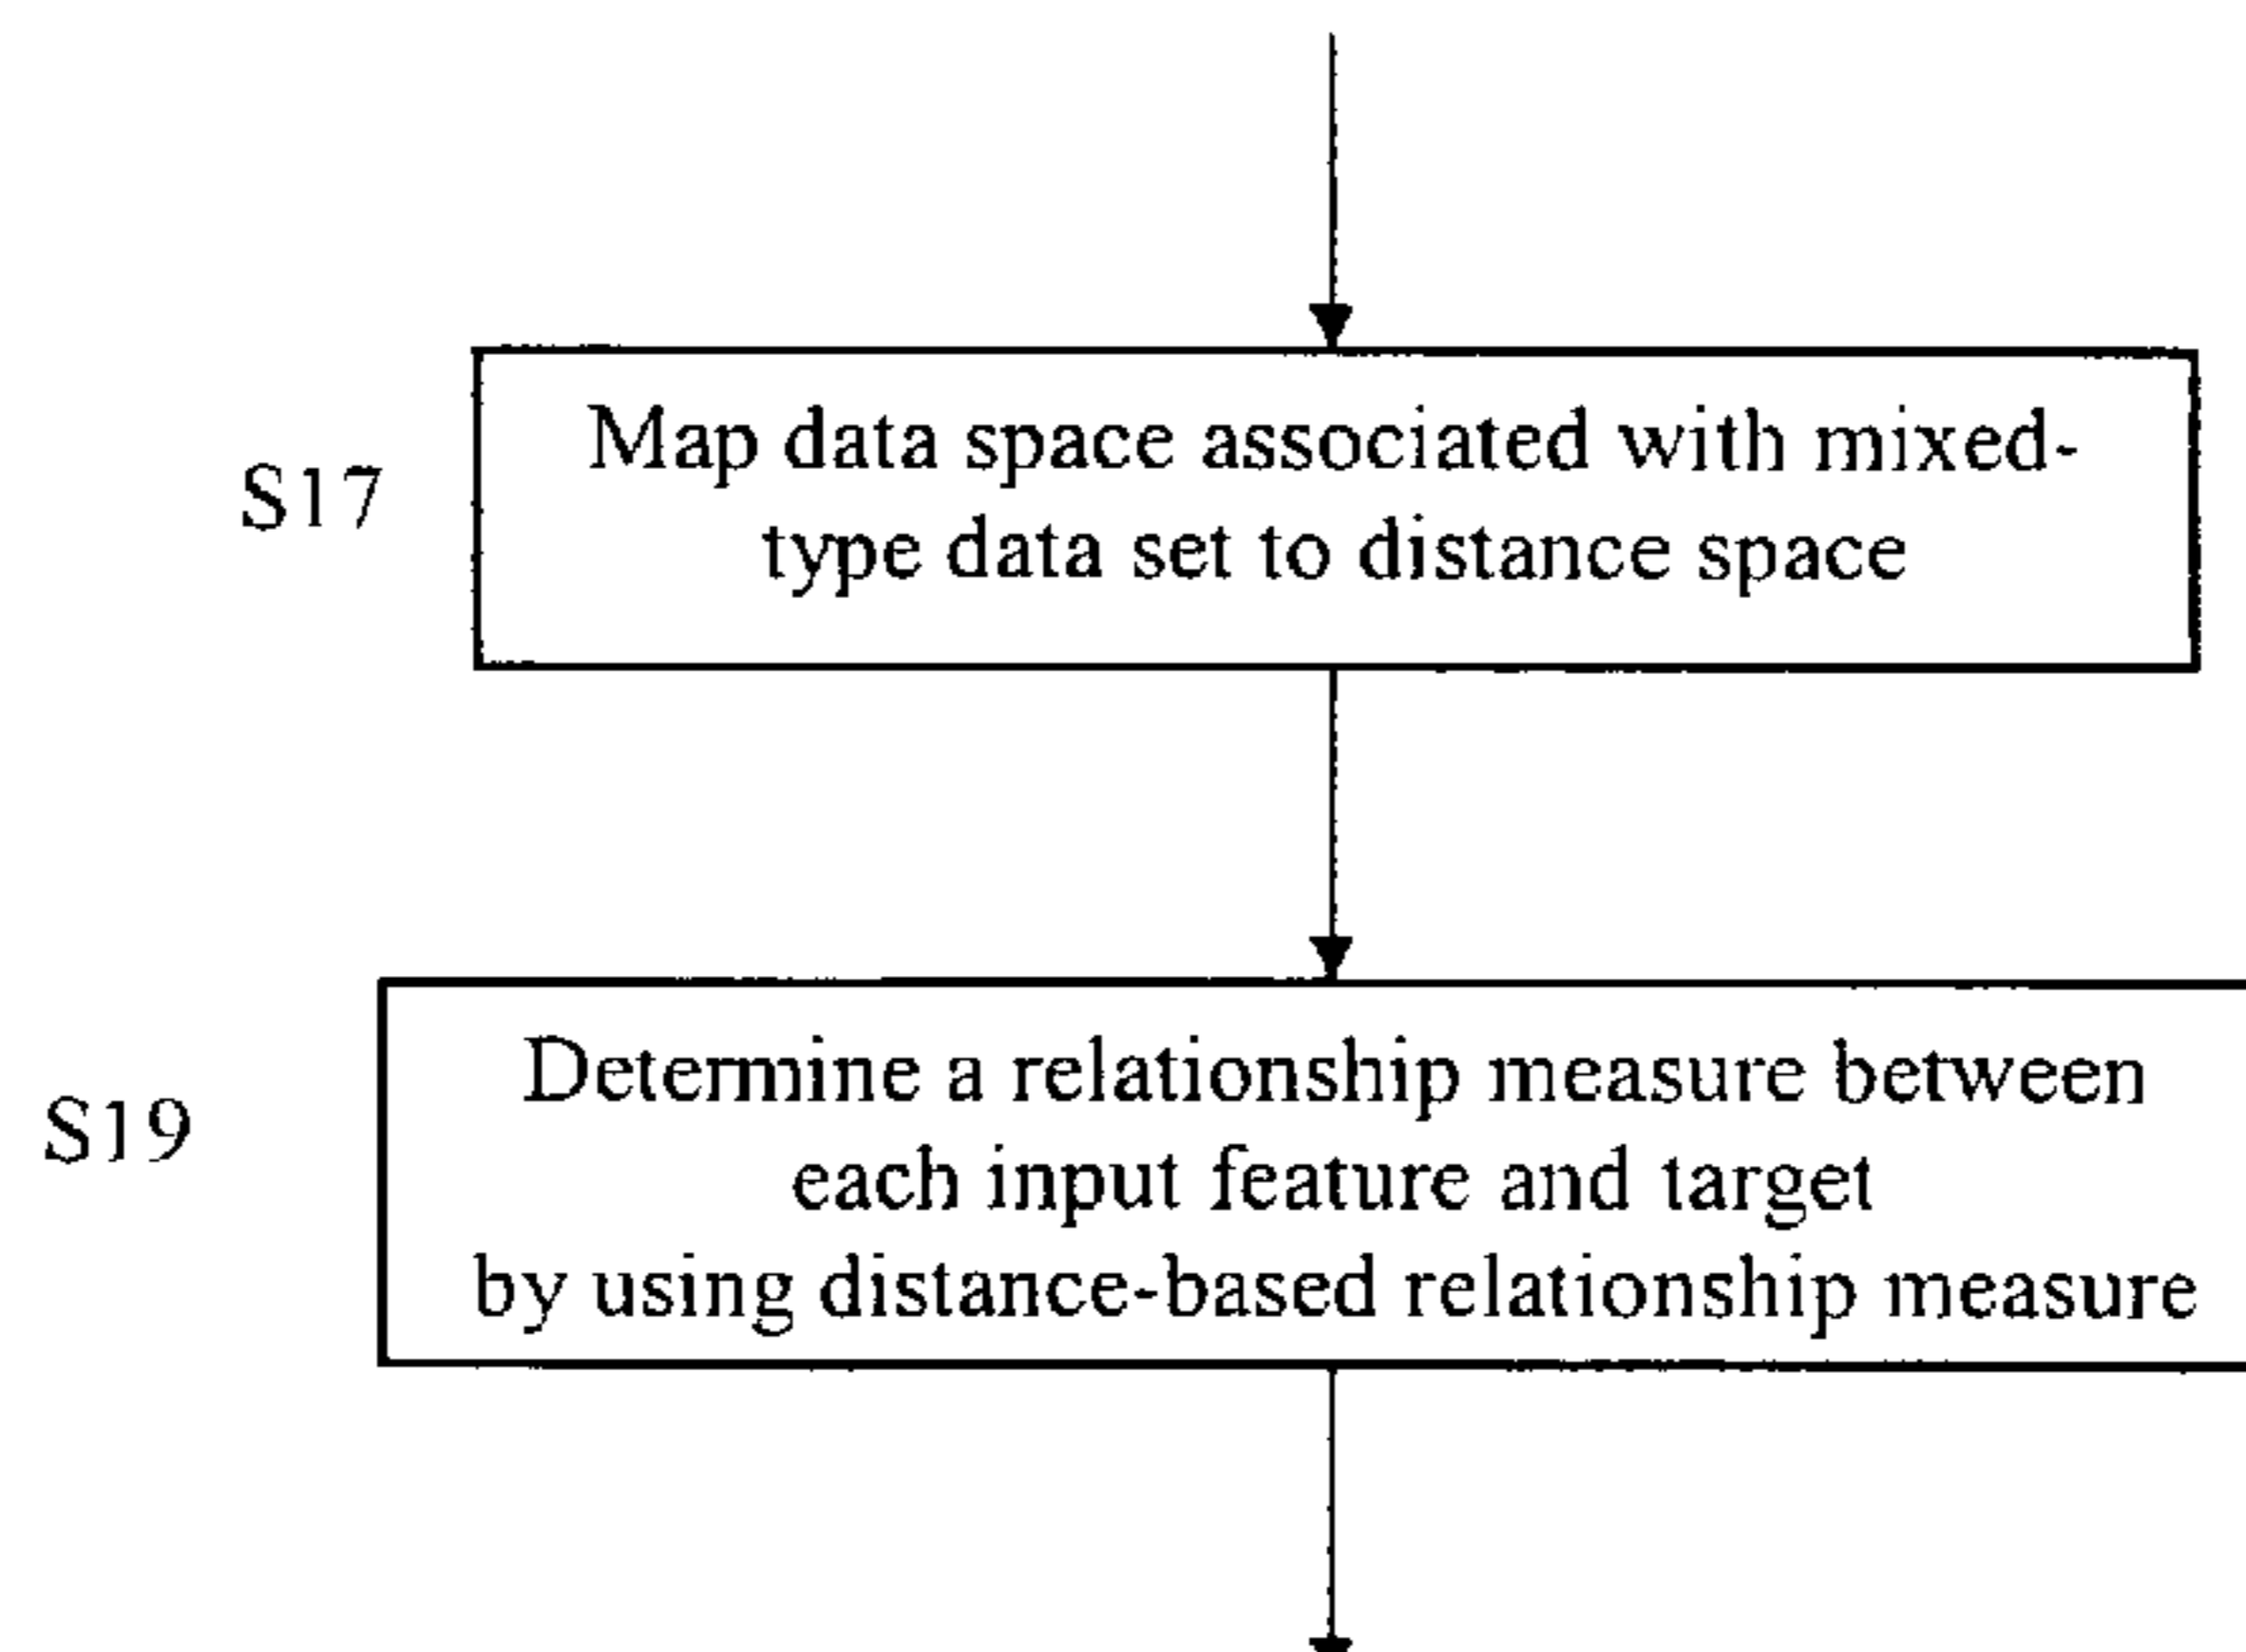 Map data space associated with mixed-
S17
type data set to distance space
Determine a relationship measure between
S19
each input feature and target
by using distance-based relationship measure